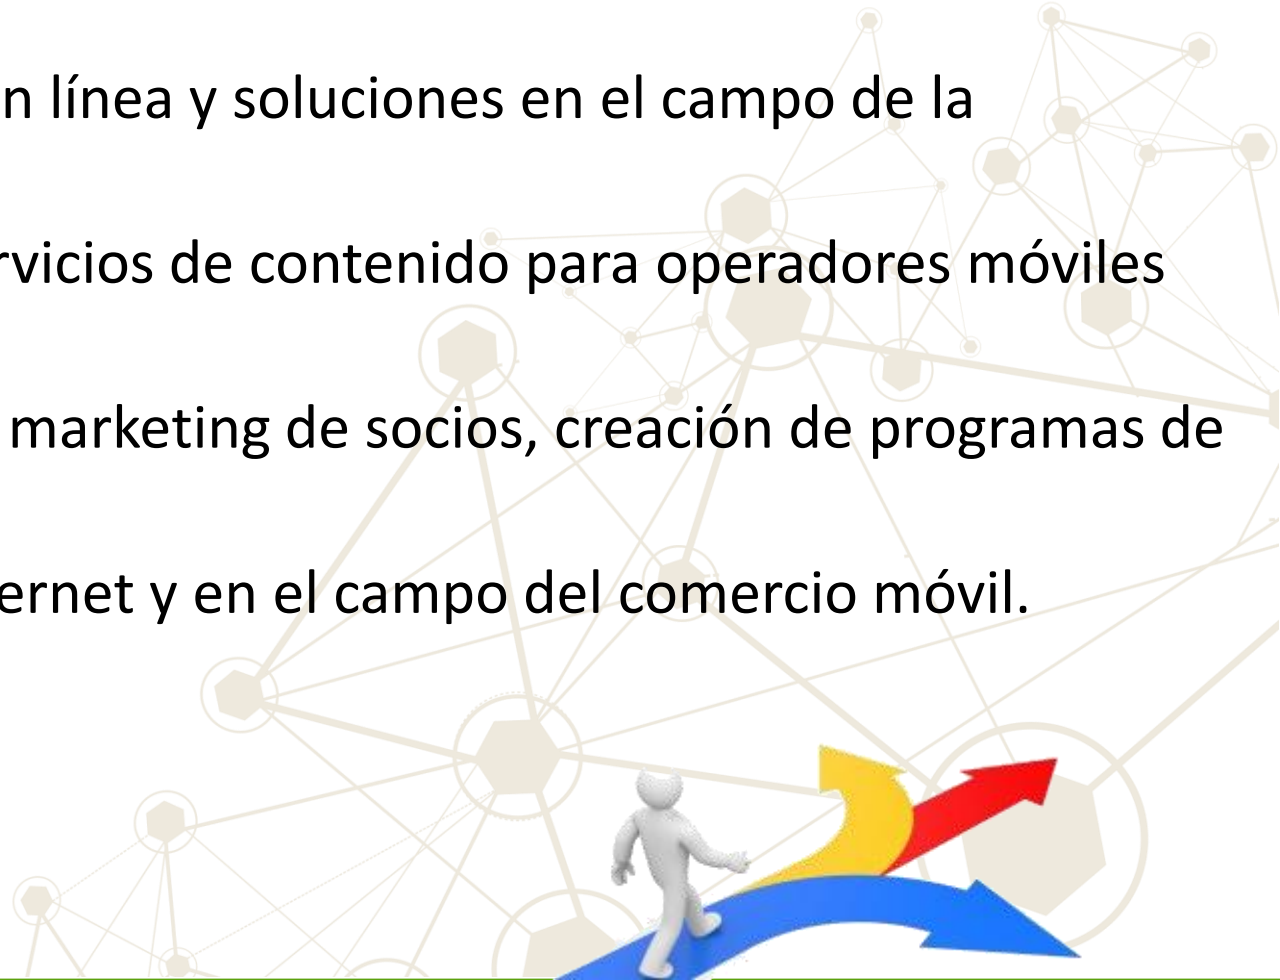 n línea y soluciones en el campo de la
rvicios de contenido para operadores móviles
marketing de socios, creación de programas de
ernet y en el campo del comercio móvil.